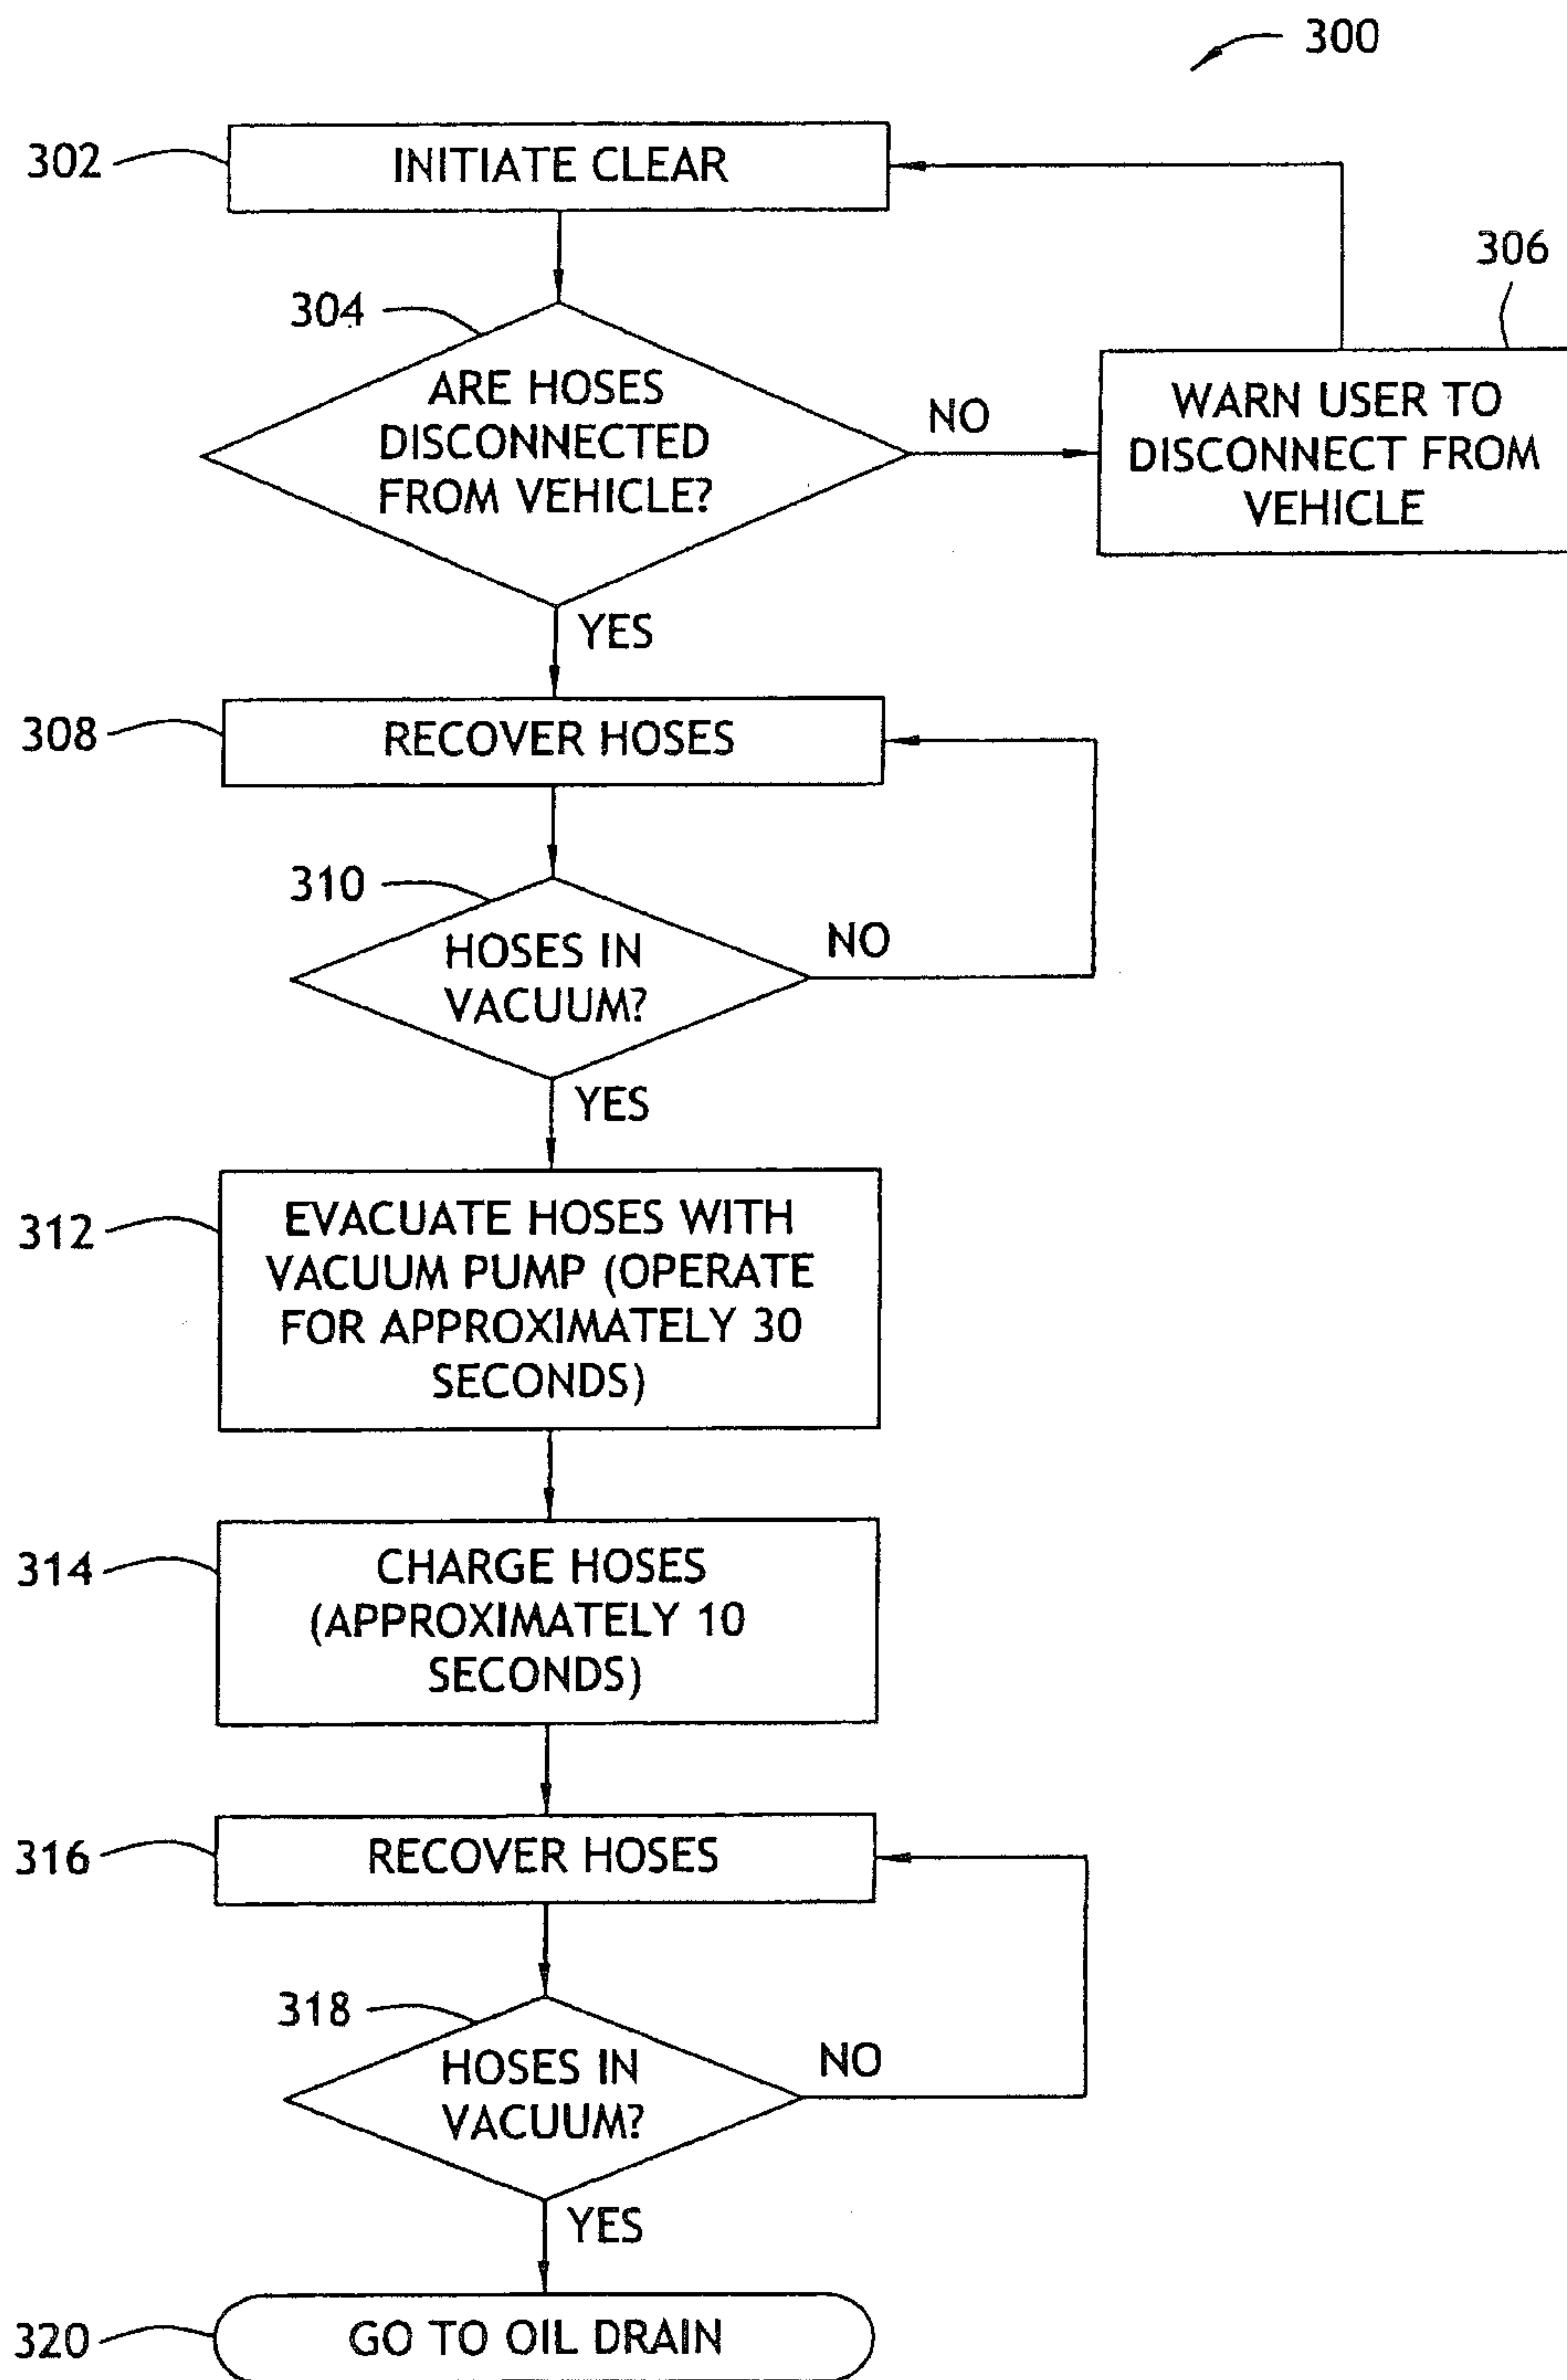 300
302
INITIATE CLEAR
306
304
ARE HOSES
DISCONNECTED
FROM VEHICLE?
NO
WARN USER TO
DISCONNECT FROM
VEHICLE
YES
308
RECOVER HOSES
310
HOSES IN
VACUUM?
NO
YES
312
EVACUATE HOSES WITH
VACUUM PUMP (OPERATE
FOR APPROXIMATELY 30
SECONDS)
314
CHARGE HOSES
(APPROXIMATELY 10
SECONDS)
316
RECOVER HOSES
318
HOSES IN
VACUUM?
NO
YES
320
GO TO OIL DRAIN